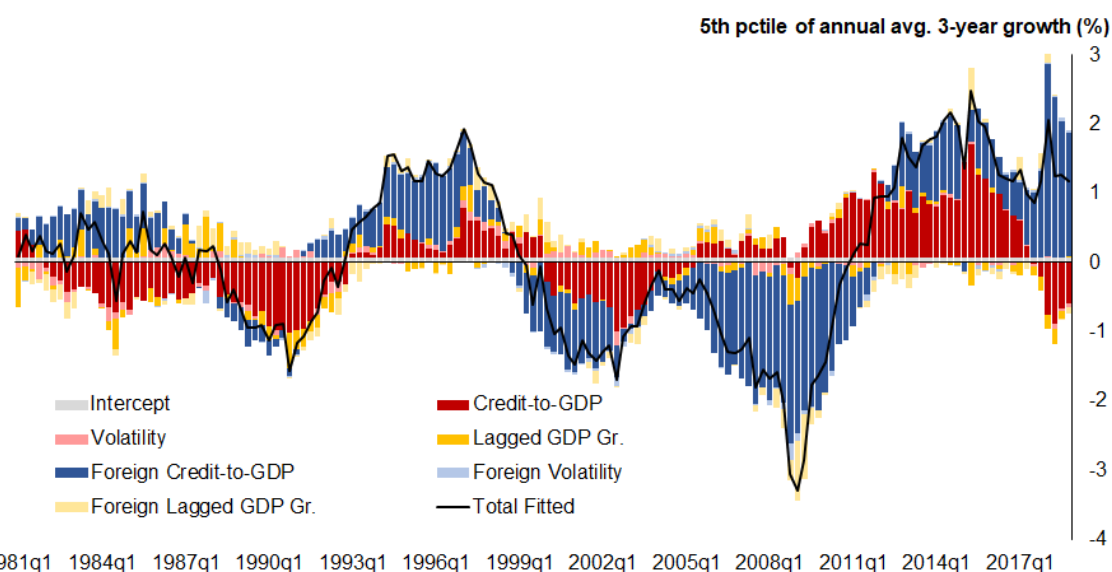 5th pctile of annual avg. 3-year growth (%)
3
2
1
0
-1
-2
-3
-4
Intercept
Credit-to-GDP
Volatility
Lagged GDP Gr.
Foreign Credit-to-GDP
Foreign Volatility
Foreign Lagged GDP Gr.
Total Fitted
981q1 1984q1 1987q1 1990q1 1993q1 1996q1 1999q1 2002q1 2005q1 2008q1 2011q1 2014q1 2017q1